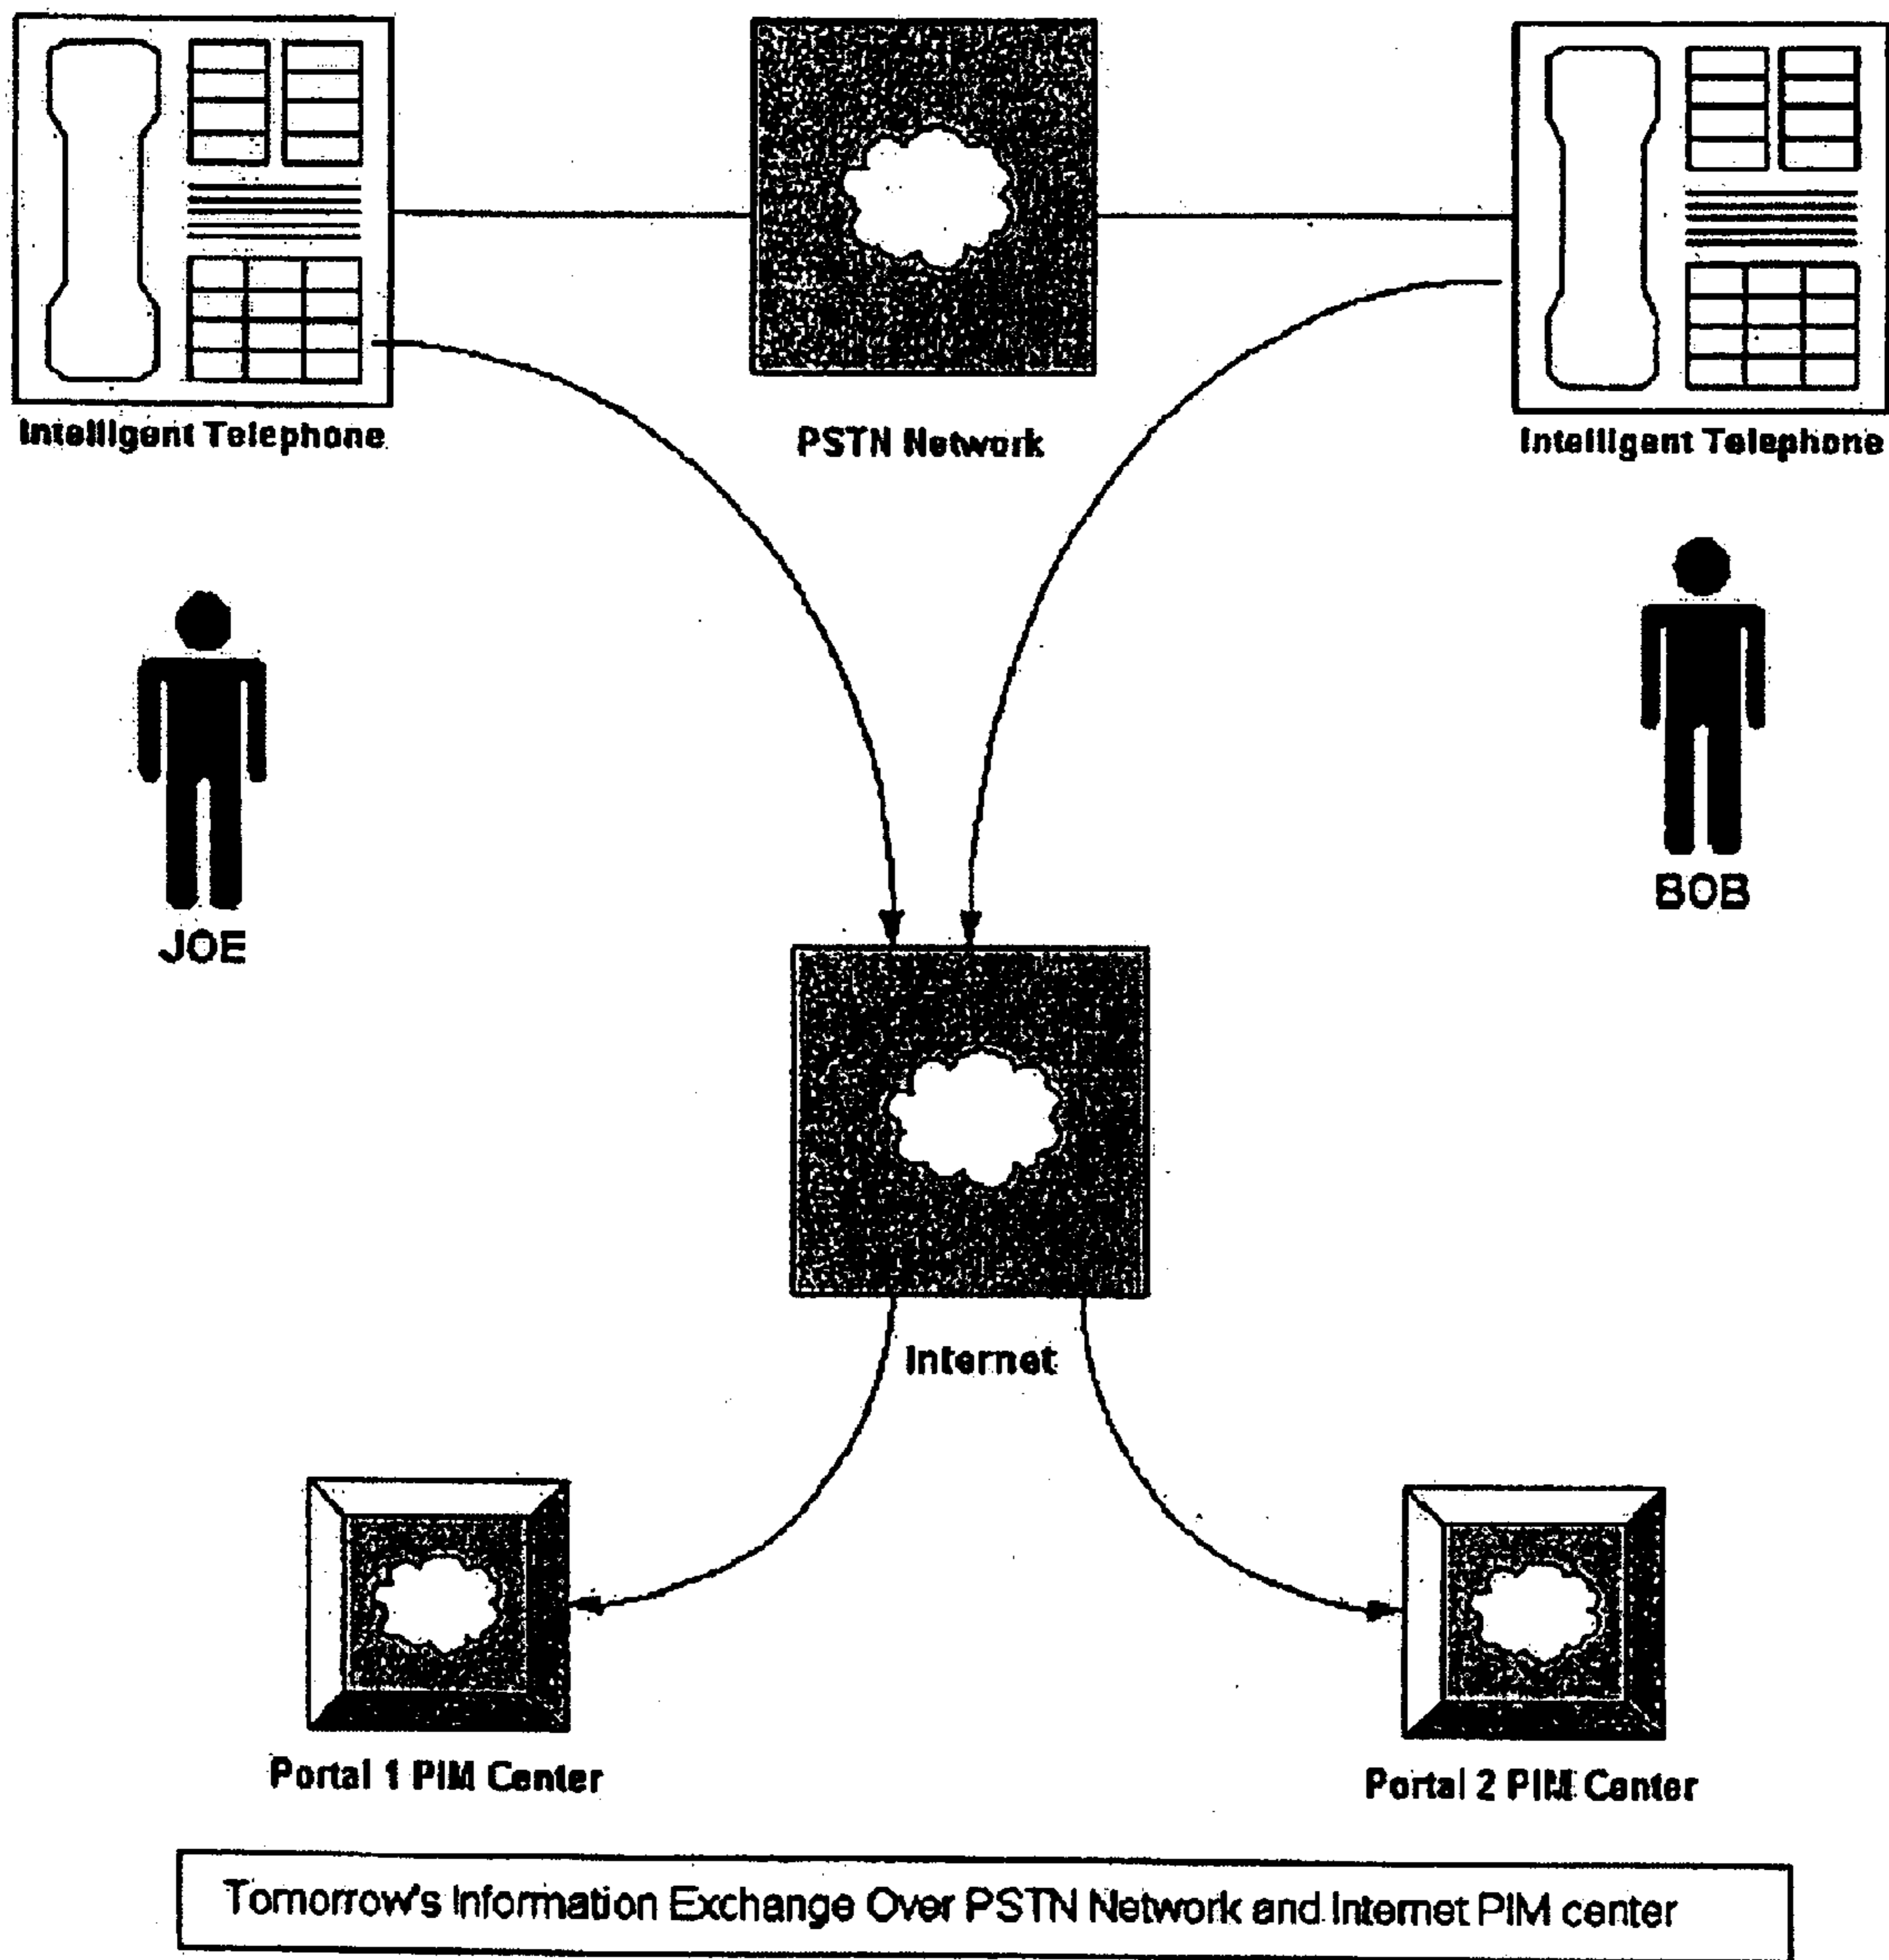 Intelligent Telephone
PSTN Network
Intelligent Telephone
JOE
BOB
Internet
Portal 1 PIM Center
Portal 2 PIM Center
Tomorrow's Information Exchange Over PSTN Network and Internet PIM center